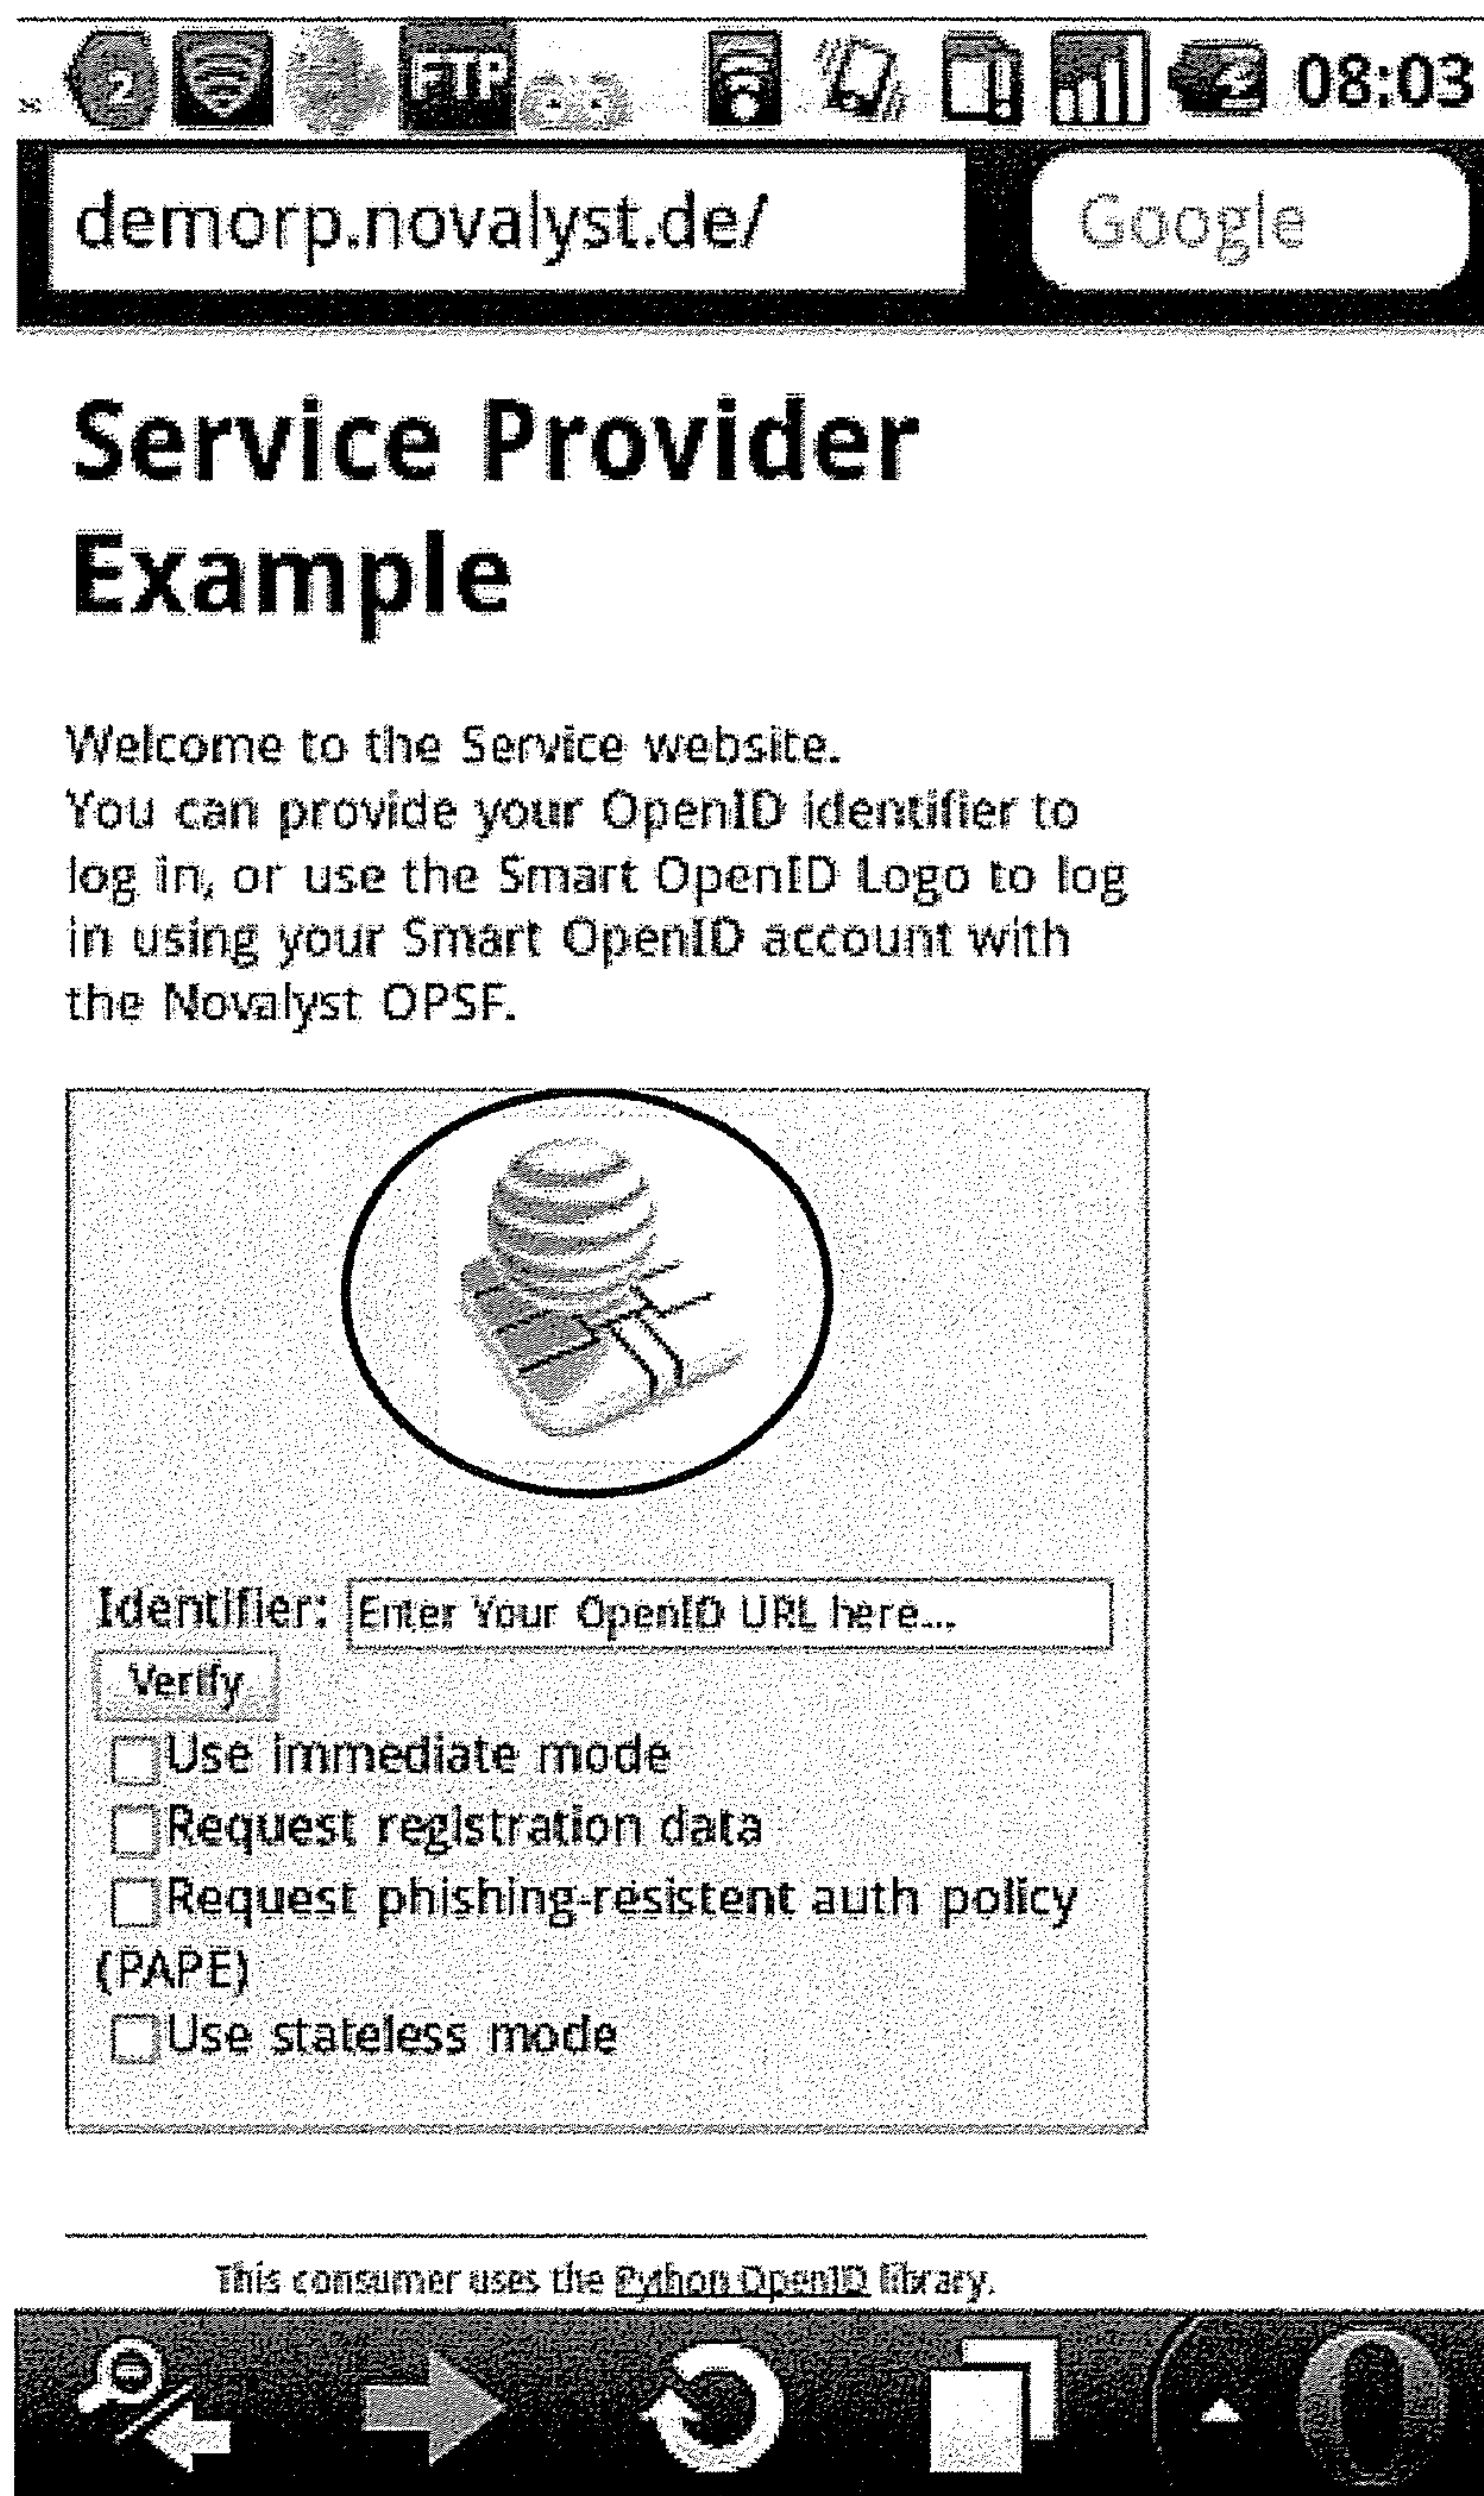 2 FTP 08:03
demorp.novalyst.de/ Google
Service Provider
Example
Welcome to the Service website.
You can provide your OpenID identifier to
log in, or use the Smart OpenID Logo to log
in using your Smart OpenID account with
the Novalyst OPSF.
Identifier: Enter Your OpenID URL here...
Verify
Use immediate mode
Request registration data
Request phishing-resistent auth policy
(PAPE)
Use stateless mode
This consumer uses the Python OpenID library.